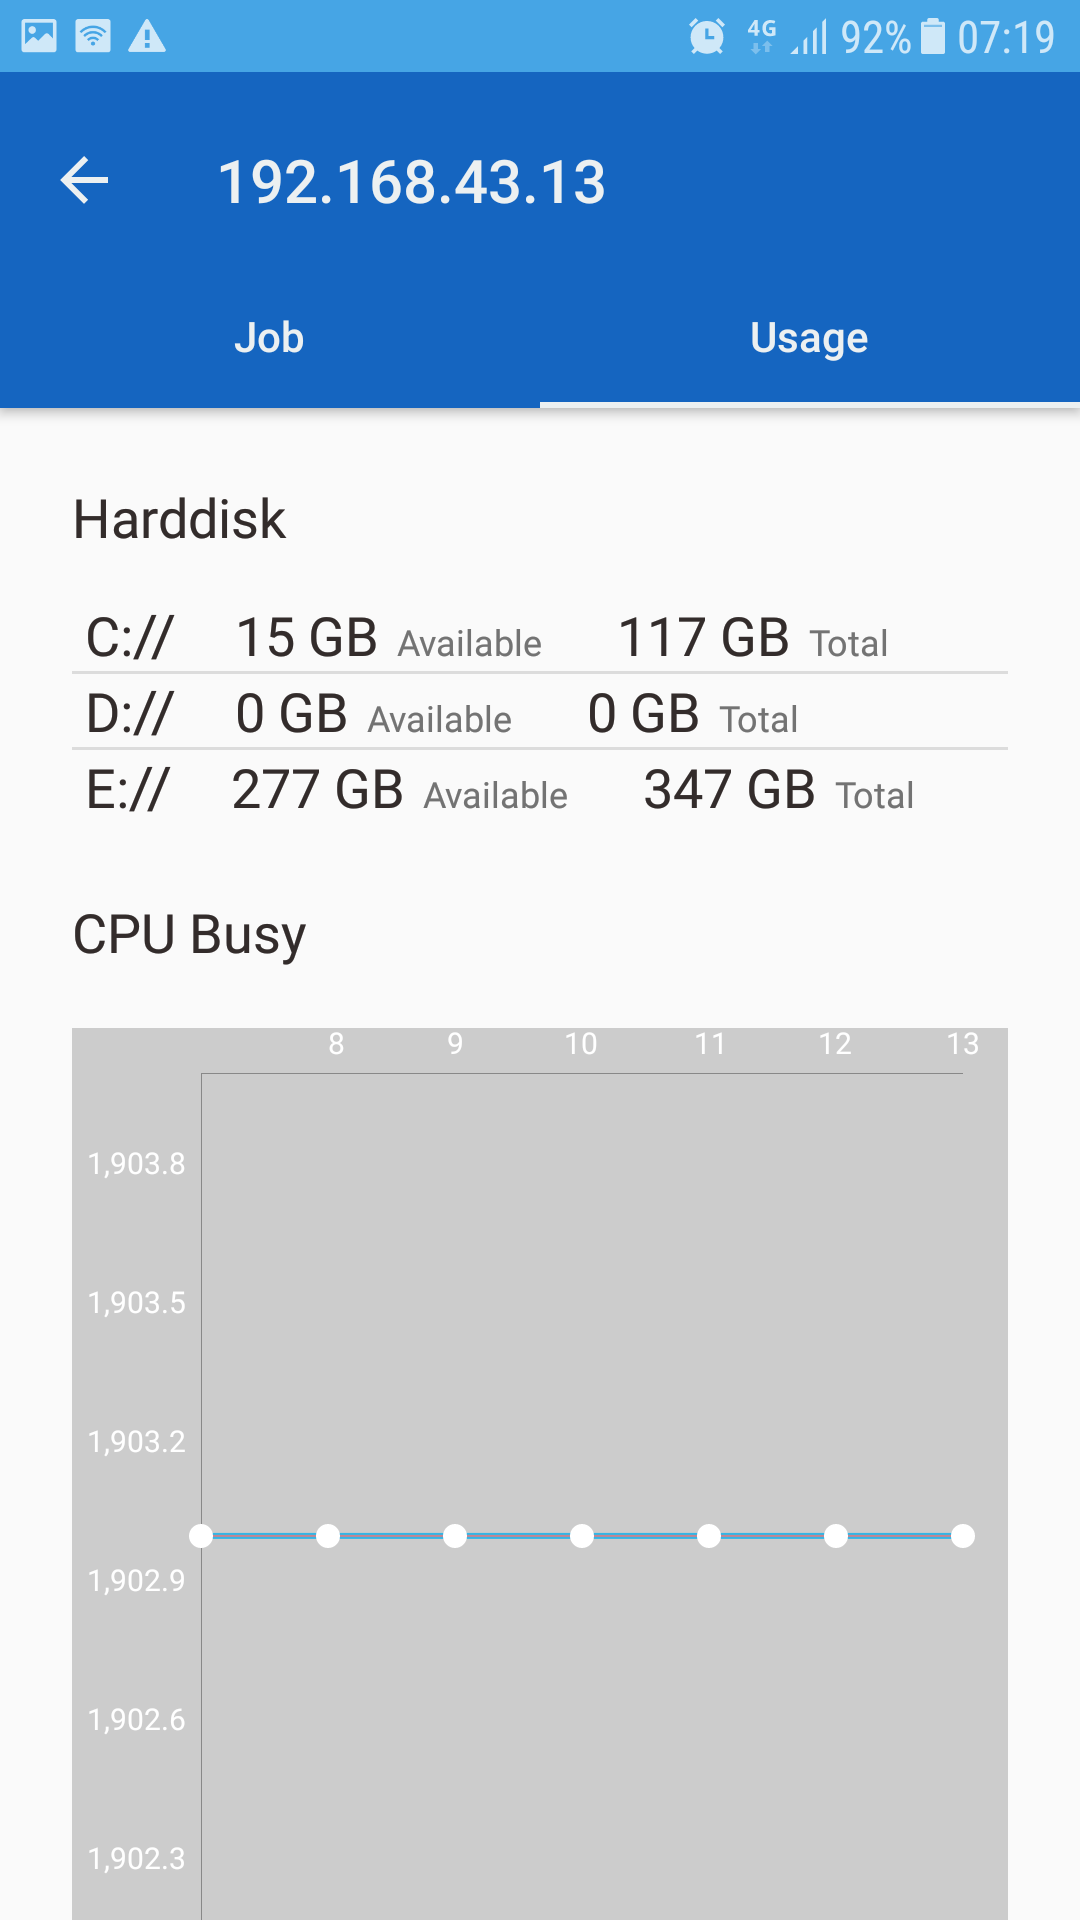 4G 92% 07:19
192.168.43.13
Job Usage
Harddisk
C:// 15 GB Available 117 GB Total
D:// 0 GB Available 0 GB Total
E:// 277 GB Available 347 GB Total
CPU Busy
8 9 10 11 12 13
1,903.8
1,903.5
1,903.2
1,902.9
1,902.6
1,902.3